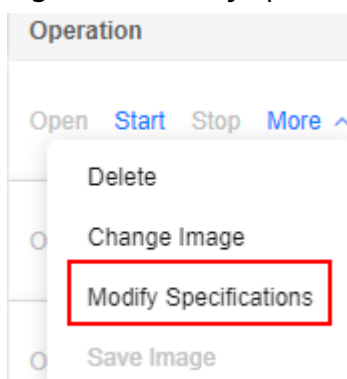 Operation
Open Start Stop More
Delete
O Change Image
Modify Specifications
O Save Image